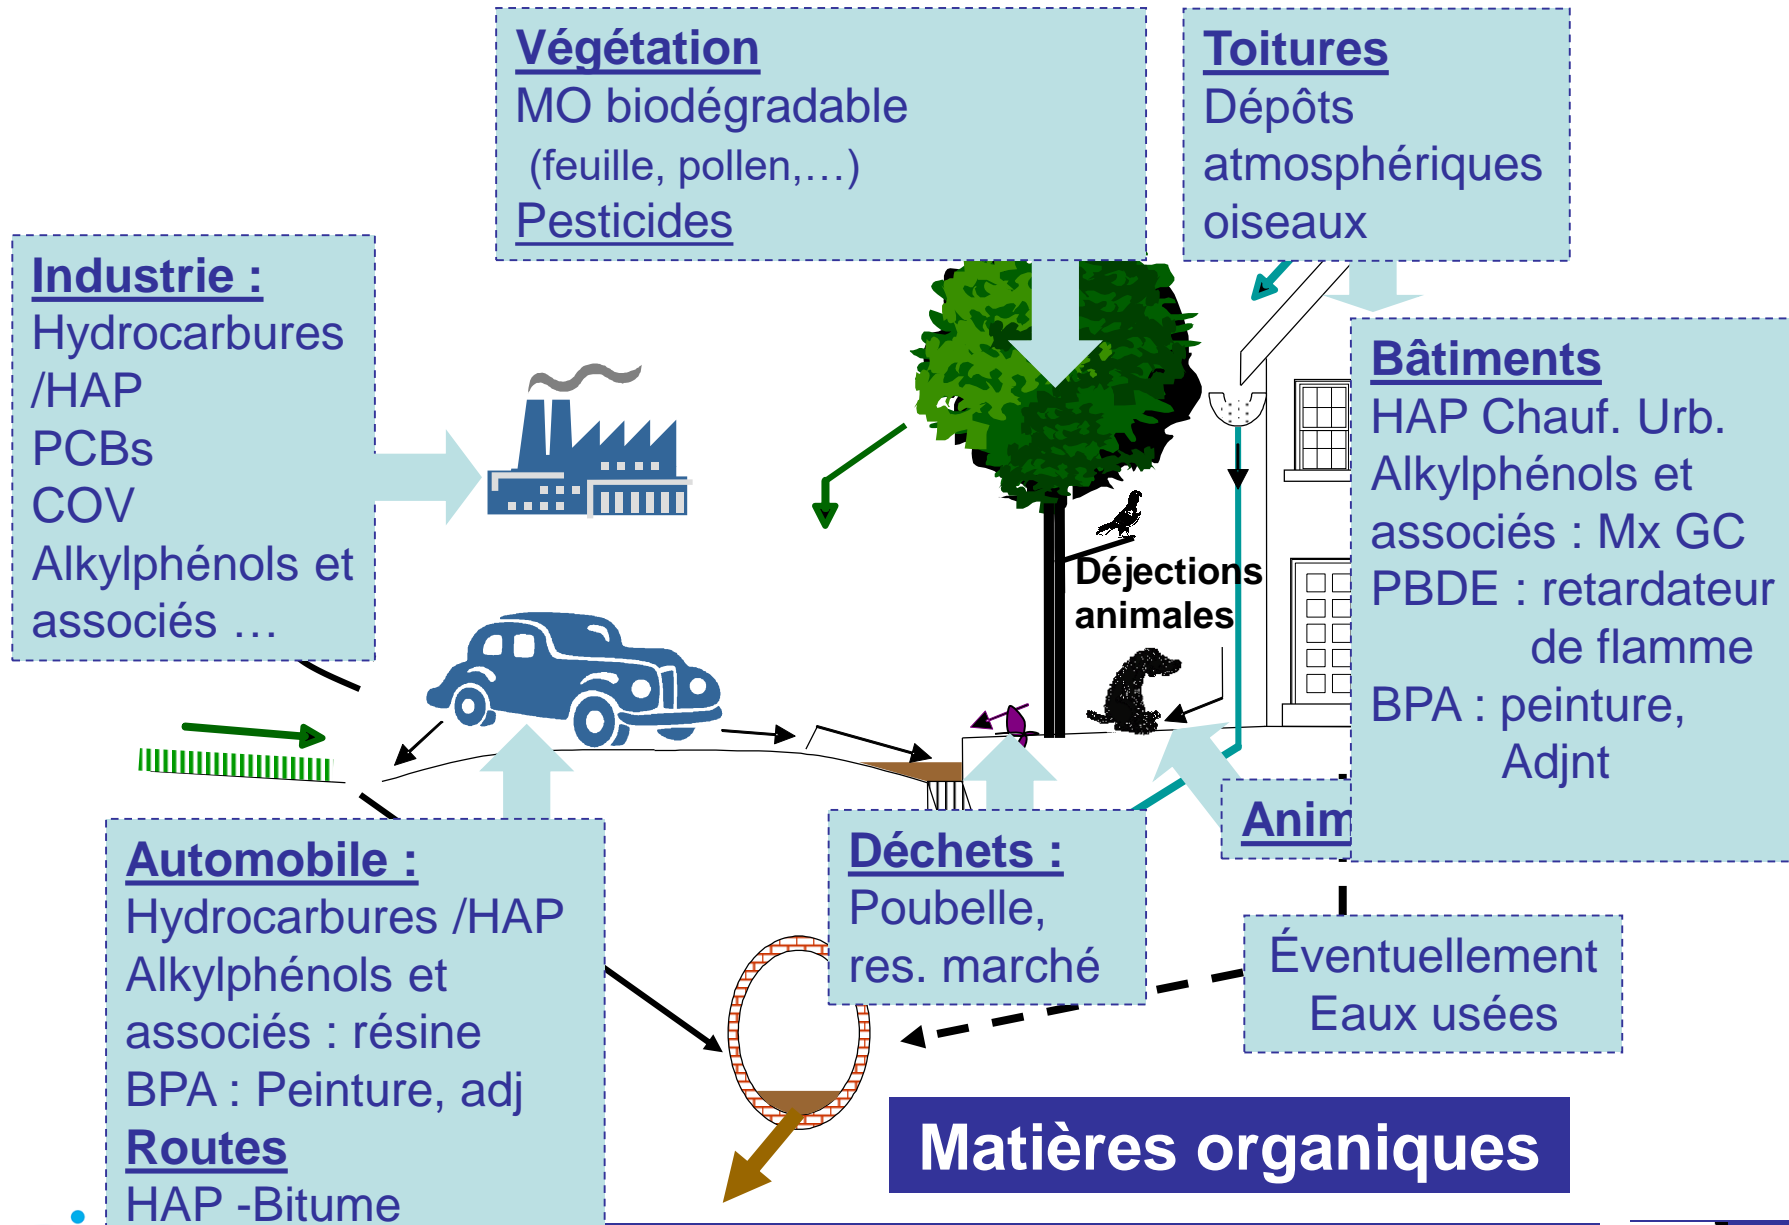 Végétation
MO biodégradable
(feuille, pollen,…)
Pesticides
Toitures
Dépôts
atmosphériques
oiseaux
Industrie :
Hydrocarbures
/HAP
PCBs
COV
Alkylphénols et
associés …
Bâtiments
HAP Chauf. Urb.
Alkylphénols et
associés : Mx GC
PBDE : retardateur
de flamme
BPA : peinture,
Adjnt
Déjections
animales
Automobile :
Hydrocarbures /HAP
Alkylphénols et
associés : résine
BPA : Peinture, adj
Routes
HAP -Bitume
Déchets :
Poubelle,
res. marché
Anim
Éventuellement
Eaux usées
Matières organiques